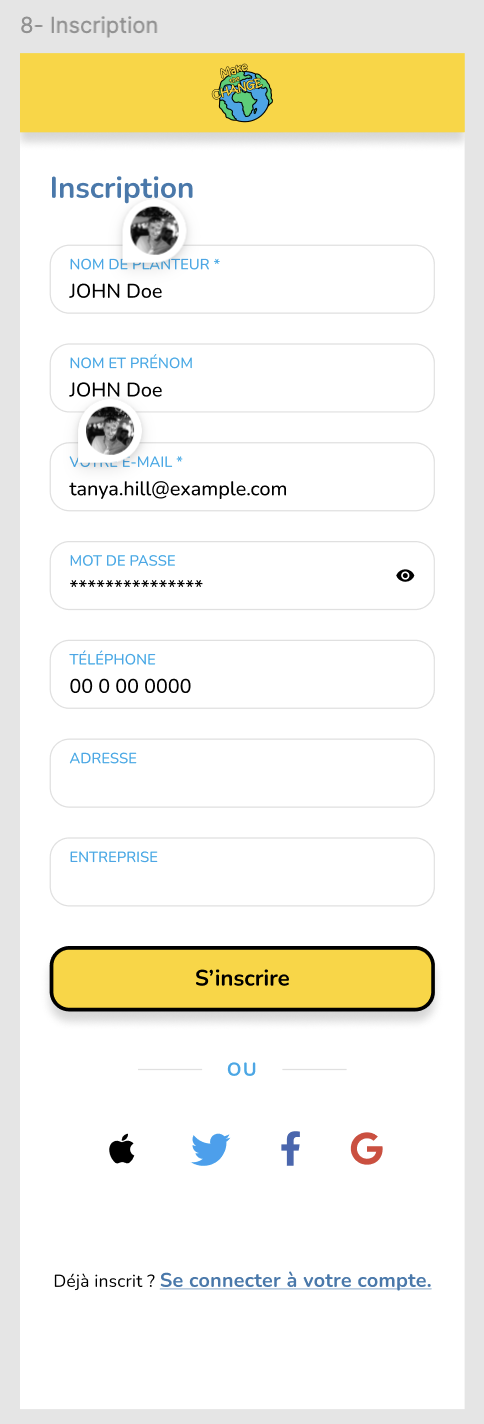 8- Inscription
Make
CHANGE
Inscription
NOM DE PLANTEUR *
JOHN Doe
NOM ET PRÉNOM
JOHN Doe
VOTRE E-MAIL *
tanya.hill@example.com
MOT DE PASSE
***************
TÉLÉPHONE
00 0 00 0000
ADRESSE
ENTREPRISE
S'inscrire
OU
Déjà inscrit ? Se connecter à votre compte.